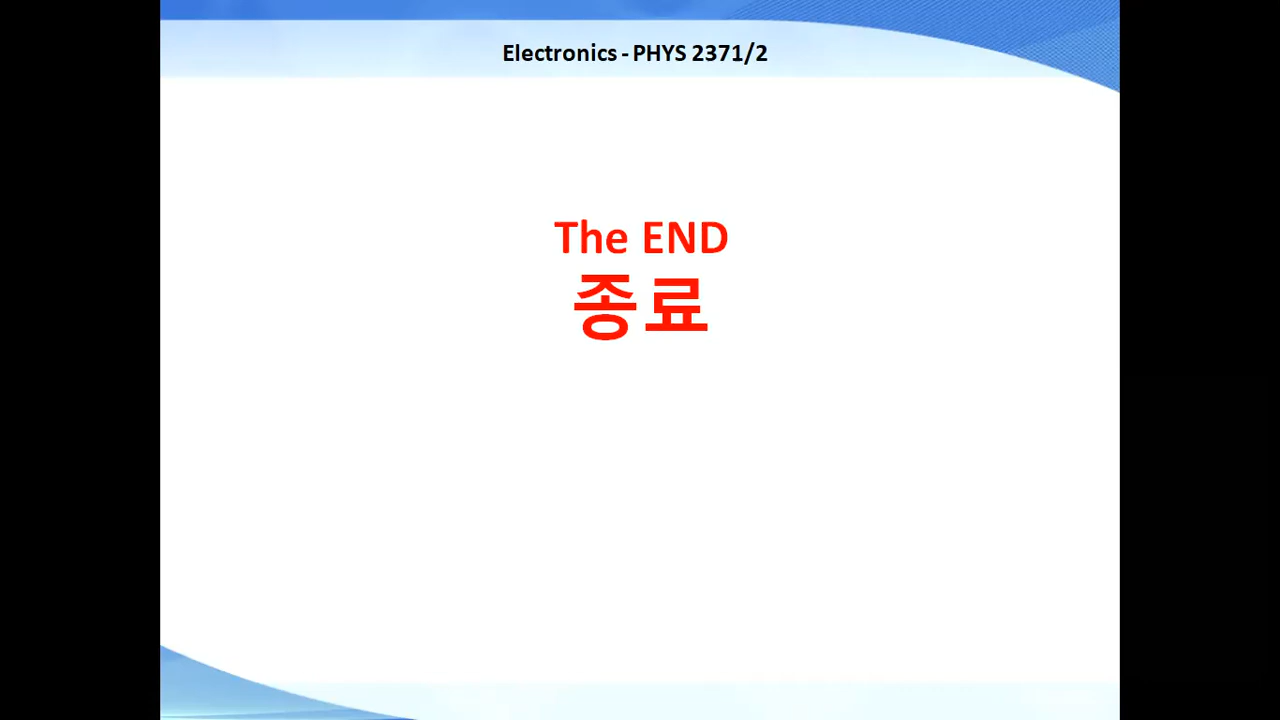 Electronics - PHYS 2371/2
The END
종료